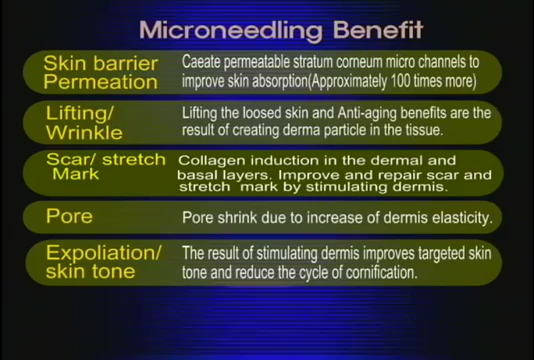 Microneedling Benefit
Skin barrier
Permeation
Caeate permeatable stratum corneum micro channels to
improve skin absorption(Approximately 100 times more)
Lifting/
Wrinkle
Lifting the loosed skin and Anti-aging benefits are the
result of creating derma particle in the tissue.
Scar/ stretch
Mark
Collagen induction in the dermal and
basal layers. Improve and repair scar and
stretch mark by stimulating dermis.
Pore
Pore shrink due to increase of dermis elasticity.
Expoliation/
skin tone
The result of stimulating dermis improves targeted skin
tone and reduce the cycle of cornification.